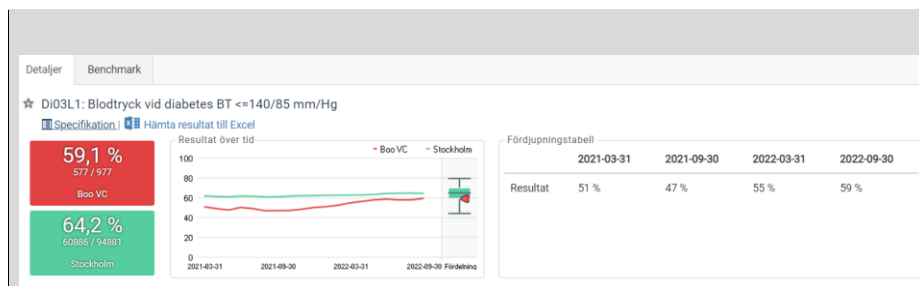 Detaljer Benchmark
Di03L1: Blodtryck vid diabetes BT <=140/85 mm/Hg
Specifikation | Hämta resultat till Excel
59,1 %
577 / 977
Boo VC
64,2 %
60886 / 94881
Stockholm
Resultat över tid
Boo VC Stockholm
100
80
60
40
20
0
2021-03-31 2021-09-30 2022-03-31 2022-09-30 Fördelning
Fördjupningstabell
2021-03-31 2021-09-30 2022-03-31 2022-09-30
Resultat 51 % 47 % 55 % 59 %